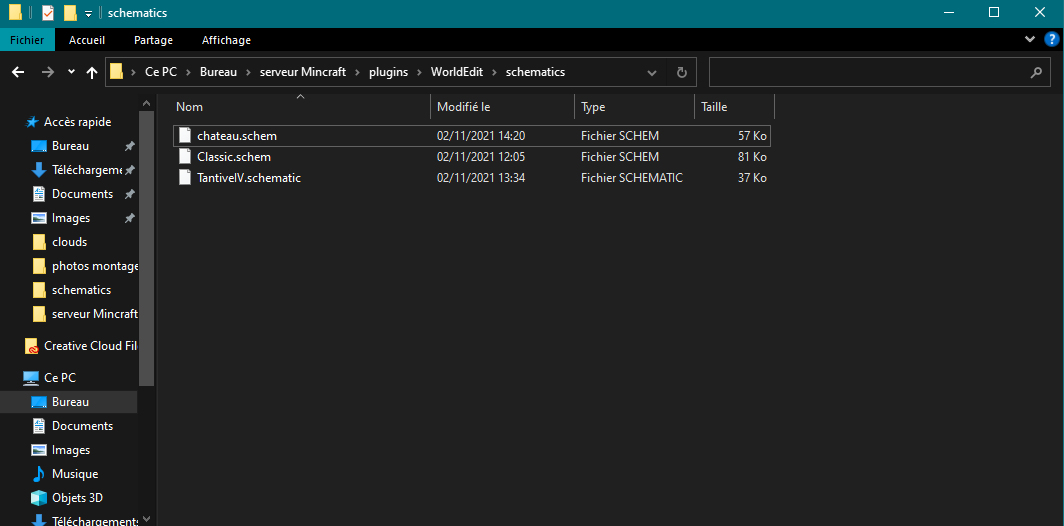 schematics
Fichier Accueil Partage Affichage
Ce PC Bureau serveur Mincraft plugins WorldEdit schematics
Nom Modifié le Type Taille
chateau.schem 02/11/2021 14:20 Fichier SCHEM 57 Ko
Classic.schem 02/11/2021 12:05 Fichier SCHEM 81 Ko
TantiveIV.schematic 02/11/2021 13:34 Fichier SCHEMATIC 37 Ko
Accès rapide
Bureau
Téléchargeme
Documents
Images
clouds
photos montage
schematics
serveur Mincraft
Creative Cloud Fil
Ce PC
Bureau
Documents
Images
Musique
Objets 3D
Téléchargements